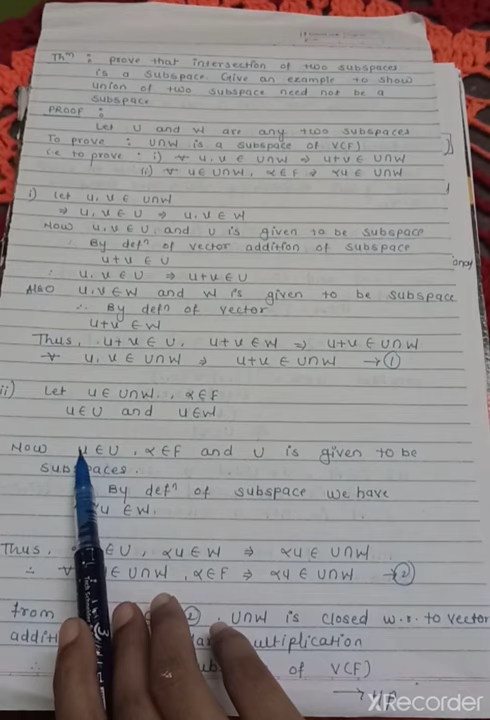 Thm : prove that intersection of two subspaces
is a subspace. Give an example to show
union of two subspace need not be a
subspace
PROOF :
Let U and W are any two subspaces
To prove : U∩W is a subspace of V(F)
i.e to prove : i) ∀ u, v ∈ U∩W ⇒ u+v ∈ U∩W
(ii) ∀ u ∈ U∩W, α∈F ⇒ αu ∈ U∩W
i) Let u, v ∈ U∩W
⇒ u, v ∈ U ⇒ u, v ∈ W
Now u, v ∈ U and U is given to be subspace
∴ By defn of vector addition of subspace
u+v ∈ U
∴ u, v ∈ U ⇒ u+v ∈ U
Also u, v ∈ W and W is given to be subspace
∴ By defn of vector
u+v ∈ W
Thus, u+v ∈ U, u+v ∈ W ⇒ u+v ∈ U∩W
∀ u, v ∈ U∩W ⇒ u+v ∈ U∩W → ①
ii) Let u ∈ U∩W, α∈F
u∈U and u∈W
Now u∈U, α∈F and U is given to be
subspaces.
By defn of subspace we have
u ∈ W.
Thus, ∈U, αu ∈ W ⇒ αu ∈ U∩W
∴ ∀ ∈ U∩W, α∈F ⇒ αu ∈ U∩W → ②
from ② U∩W is closed w.r. to vector
multiplication
∴ of V(F)
XRecorder